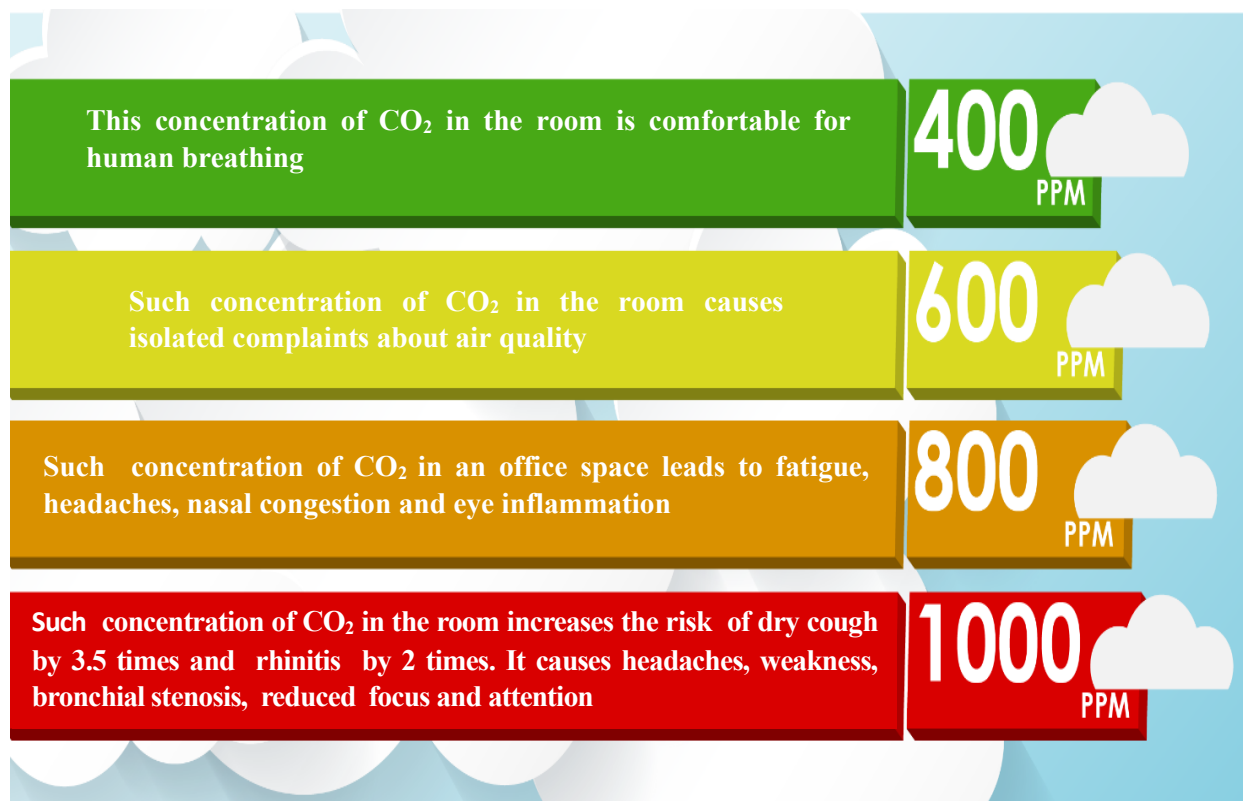 This concentration of CO₂ in the room is comfortable for
human breathing
400
PPM
Such concentration of CO₂ in the room causes
isolated complaints about air quality
600
PPM
Such concentration of CO₂ in an office space leads to fatigue,
headaches, nasal congestion and eye inflammation
800
PPM
Such concentration of CO₂ in the room increases the risk of dry cough
by 3.5 times and rhinitis by 2 times. It causes headaches, weakness,
bronchial stenosis, reduced focus and attention
1000
PPM